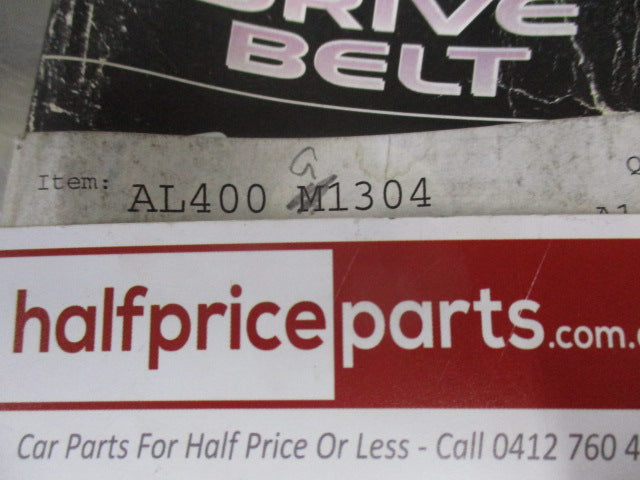 DRIVE
BELT
G
Item: AL400 M1304
halfpriceparts.com.
Car Parts For Half Price Or Less - Call 0412 760 4